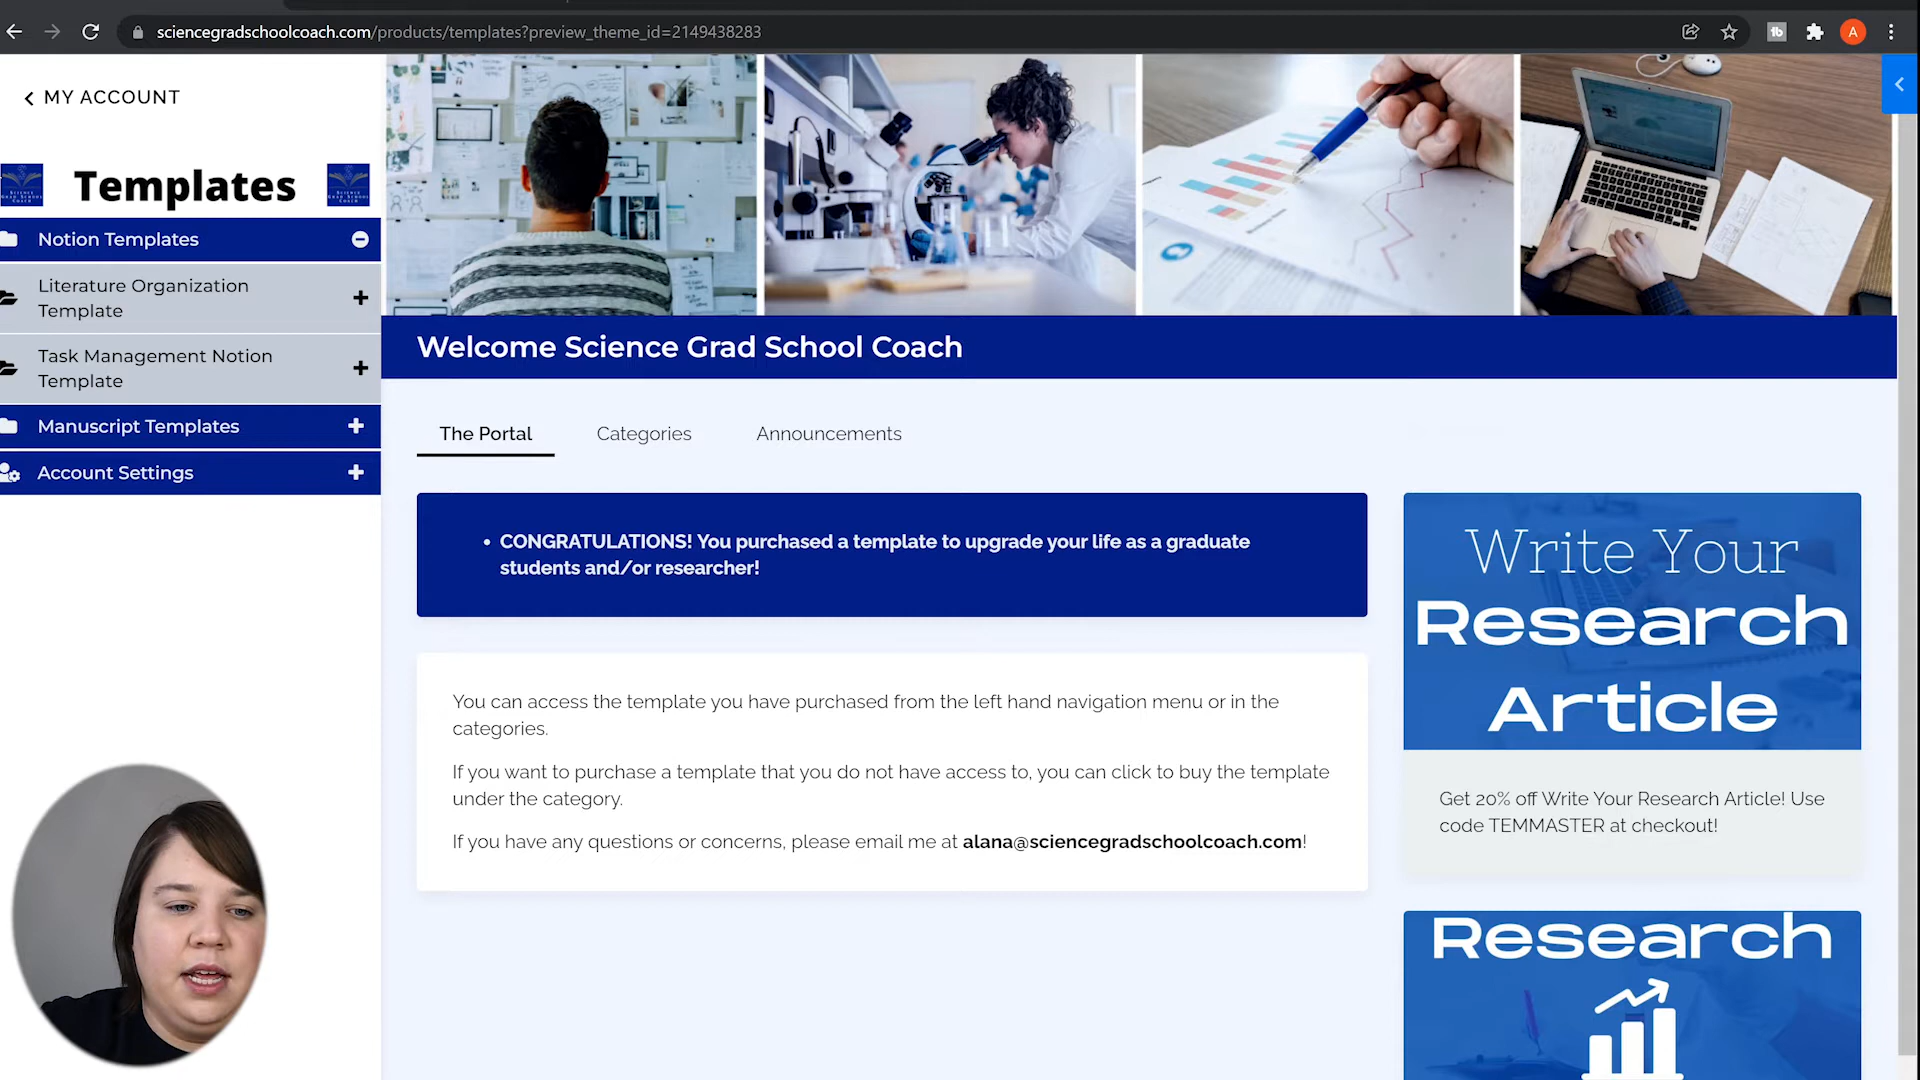 sciencegradschoolcoach.com/products/templates?preview_theme_id=2149438283
A
MY ACCOUNT
Templates
Notion Templates
Literature Organization
Template
Task Management Notion
Template
Manuscript Templates
Account Settings
Welcome Science Grad School Coach
The Portal
Categories
Announcements
• CONGRATULATIONS! You purchased a template to upgrade your life as a graduate
students and/or researcher!
You can access the template you have purchased from the left hand navigation menu or in the
categories.
If you want to purchase a template that you do not have access to, you can click to buy the template
under the category.
If you have any questions or concerns, please email me at alana@sciencegradschoolcoach.com!
Write Your
Research
Article
Get 20% off Write Your Research Article! Use
code TEMMASTER at checkout!
Research